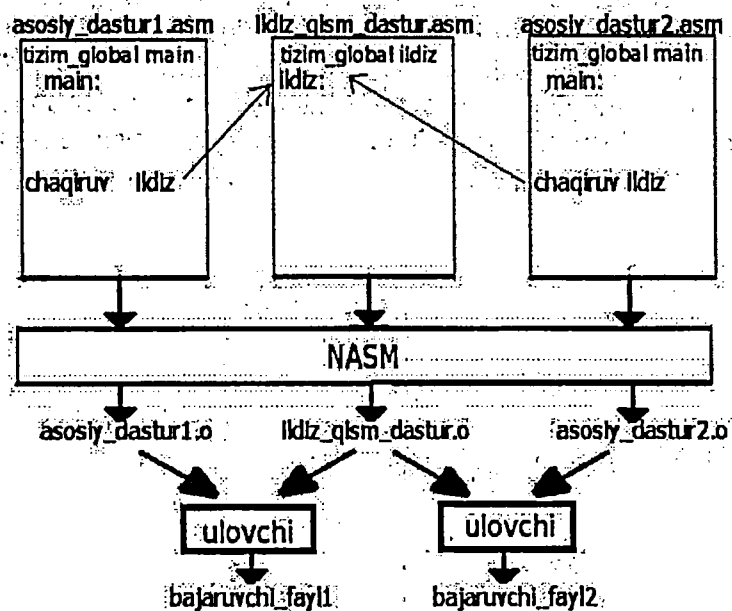 asosiy_dastur1.asm
ildiz_qism_dastur.asm
asosiy_dastur2.asm
tizim_global main
main:
chaqiruv ildiz
tizim_global ildiz
ildiz:
tizim_global main
main:
chaqiruv ildiz
NASM
asosiy_dastur1.o
ildiz_qism_dastur.o
asosiy_dastur2.o
ulovchi
ulovchi
bajaruvchi_fayl1
bajaruvchi_fayl2